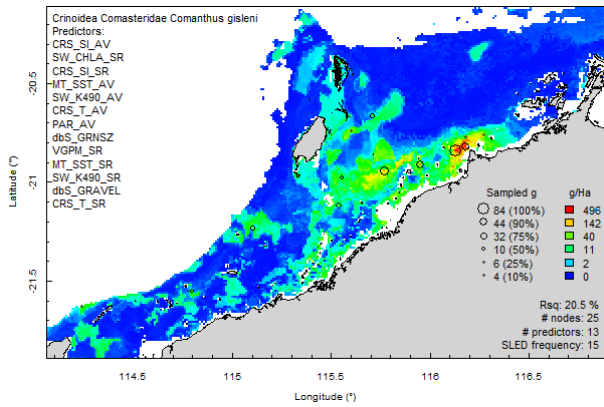 Crinoidea Comasteridae Comanthus gisleni
Predictors:
CRS_SI_AV
SW_CHLA_SR
CRS_SI_SR
MT_SST_AV
SW_K490_AV
CRS_T_AV
PAR_AV
dbS_GRNSZ
VGPM_SR
MT_SST_SR
SW_K490_SR
dbS_GRAVEL
CRS_T_SR
-20.5
-21
-21.5
Latitude (°)
Sampled g g/Ha
84 (100%) 496
44 (90%) 142
32 (75%) 40
10 (50%) 11
6 (25%) 2
4 (10%) 0
Rsq: 20.5 %
# nodes: 25
# predictors: 13
SLED frequency: 15
114.5 115 115.5 116 116.5
Longitude (°)